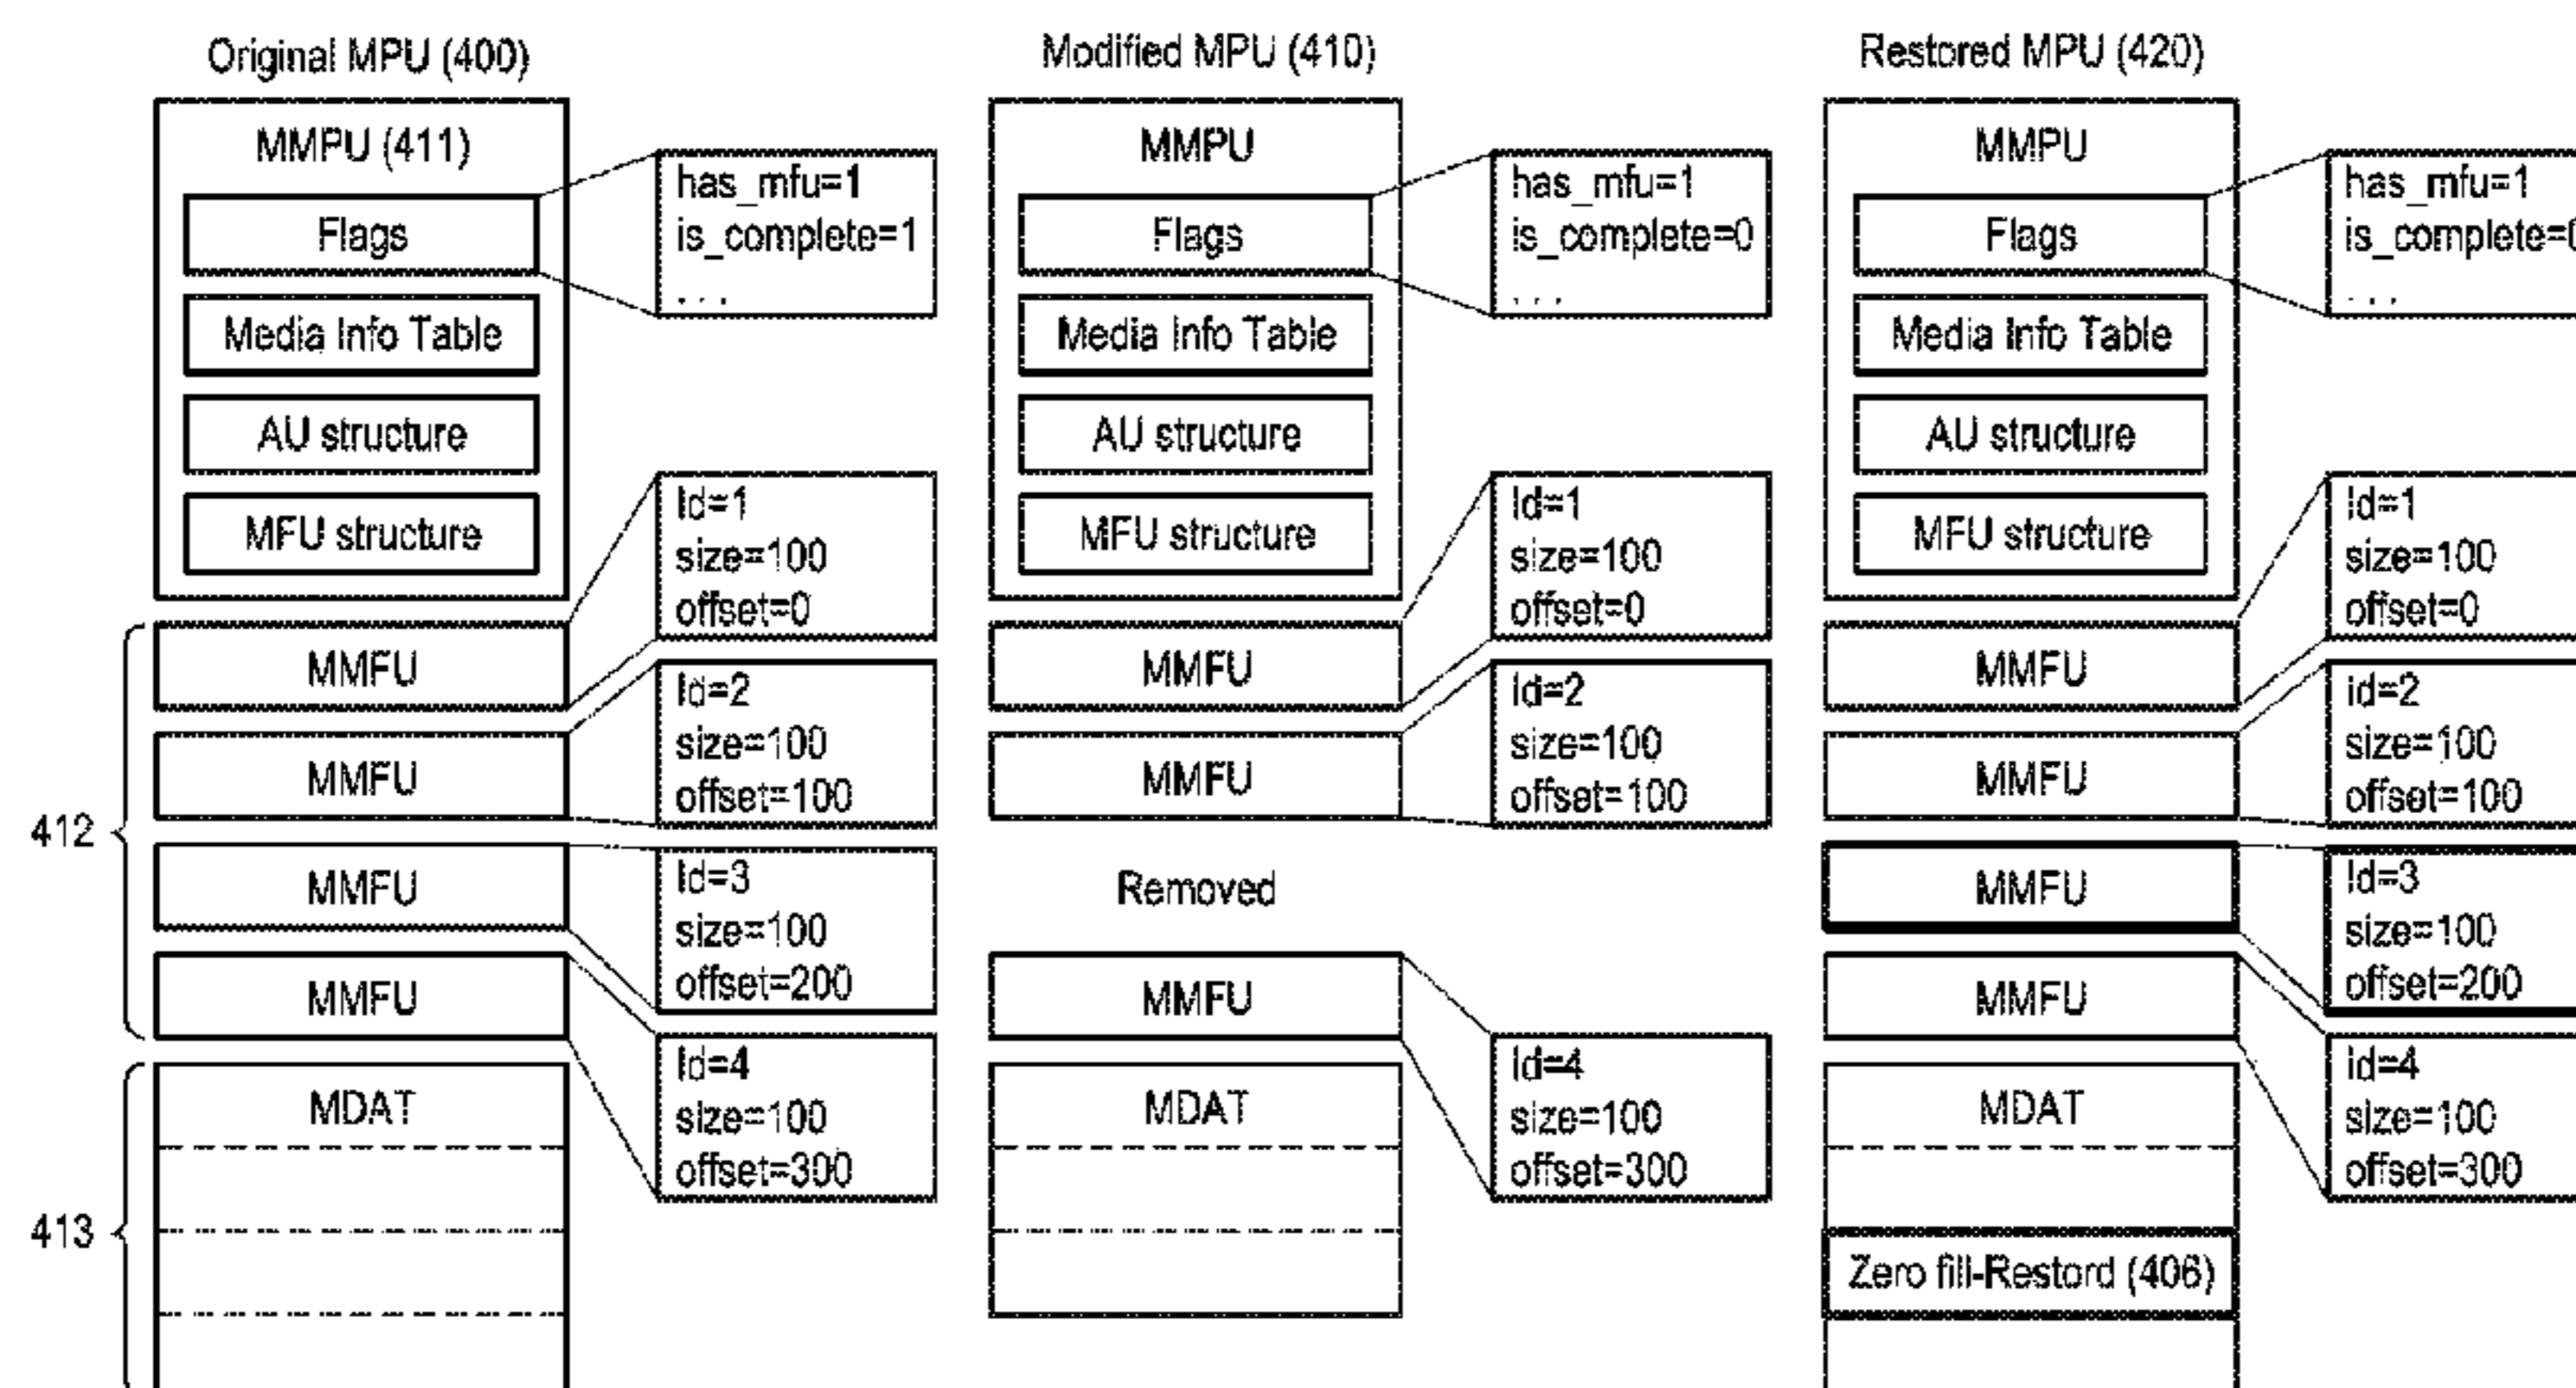 Original MPU (400)
MMPU (411)
Flags
has_mfu=1
is_complete=1
. . .
Media Info Table
AU structure
MFU structure
412
MMFU
Id=1
size=100
offset=0
MMFU
Id=2
size=100
offset=100
MMFU
Id=3
size=100
offset=200
MMFU
Id=4
size=100
offset=300
413
MDAT
Modified MPU (410)
MMPU
Flags
has_mfu=1
is_complete=0
. . .
Media Info Table
AU structure
MFU structure
MMFU
Id=1
size=100
offset=0
MMFU
Id=2
size=100
offset=100
Removed
MMFU
Id=4
size=100
offset=300
MDAT
Restored MPU (420)
MMPU
Flags
has_mfu=1
is_complete=0
. . .
Media Info Table
AU structure
MFU structure
MMFU
Id=1
size=100
offset=0
MMFU
id=2
size=100
offset=100
MMFU
Id=3
size=100
offset=200
MMFU
id=4
size=100
offset=300
MDAT
Zero fill-Restord (406)